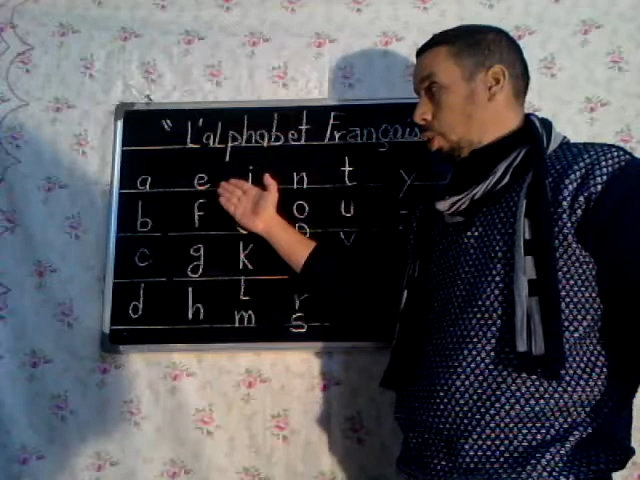 "L'alphabet Français
a e i n t y
b f o u
c g k p v
d h L r
m s